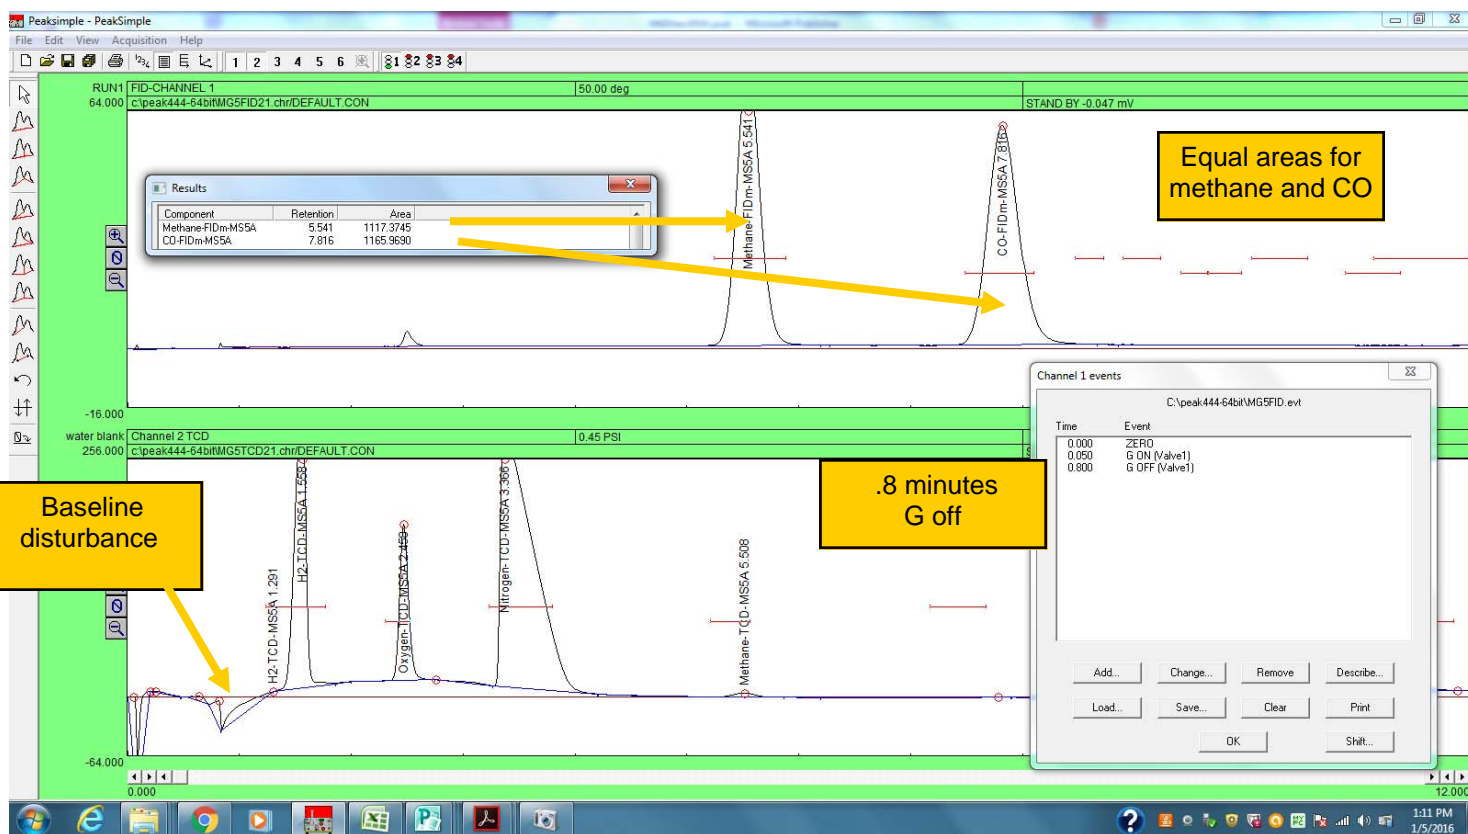 Peaksimple - PeakSimple
File Edit View Acquisition Help
1 2 3 4 5 6 1 2 3 4
RUN1 FID-CHANNEL 1 50.00 deg
64.000 c:\peak444-64bit\MG5FID21.chr/DEFAULT.CON STAND BY -0.047 mV
Methane-FIDm-MS5A 5.541
CO-FIDm-MS5A 7.816
Equal areas for
methane and CO
Results
Component Retention Area
Methane-FIDm-MS5A 5.541 1117.3745
CO-FIDm-MS5A 7.816 1165.9690
-16.000
water blank Channel 2 TCD 0.45 PSI
256.000 c:\peak444-64bit\MG5TCD21.chr/DEFAULT.CON
Baseline
disturbance
H2-TCD-MS5A 1.291
H2-TCD-MS5A 1.558
Oxygen-TCD-MS5A 2.459
Nitrogen-TCD-MS5A 3.366
Methane-TCD-MS5A 5.508
.8 minutes
G off
Channel 1 events
C:\peak444-64bit\MG5FID.evt
Time Event
0.000 ZERO
0.050 G ON (Valve1)
0.800 G OFF (Valve1)
Add... Change... Remove Describe...
Load... Save... Clear Print
OK Shift...
-64.000
0.000 12.000
1:11 PM
1/5/2016